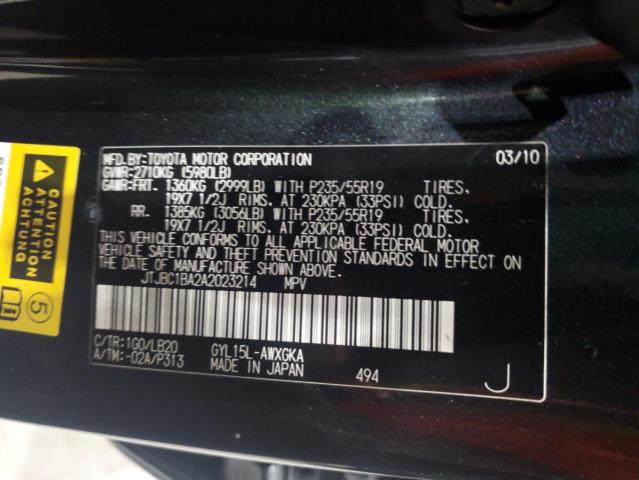 MFD.BY:TOYOTA MOTOR CORPORATION 03/10
GVWR:2710KG (5980LB)
GAWR:FRT. 1360KG (2999LB) WITH P235/55R19 TIRES,
19X7 1/2J RIMS, AT 230KPA (33PSI) COLD.
RR. 1385KG (3056LB) WITH P235/55R19 TIRES,
19X7 1/2J RIMS, AT 230KPA (33PSI) COLD.
THIS VEHICLE CONFORMS TO ALL APPLICABLE FEDERAL MOTOR
VEHICLE SAFETY AND THEFT PREVENTION STANDARDS IN EFFECT
ON THE DATE OF MANUFACTURE SHOWN ABOVE.
JTJBC1BA2A2023214 MPV
C/TR:1G0/LB20 GYL15L-AWXGKA
A/TM:-02A/P313 MADE IN JAPAN 494 J
CAUTION
ATTENTION
5